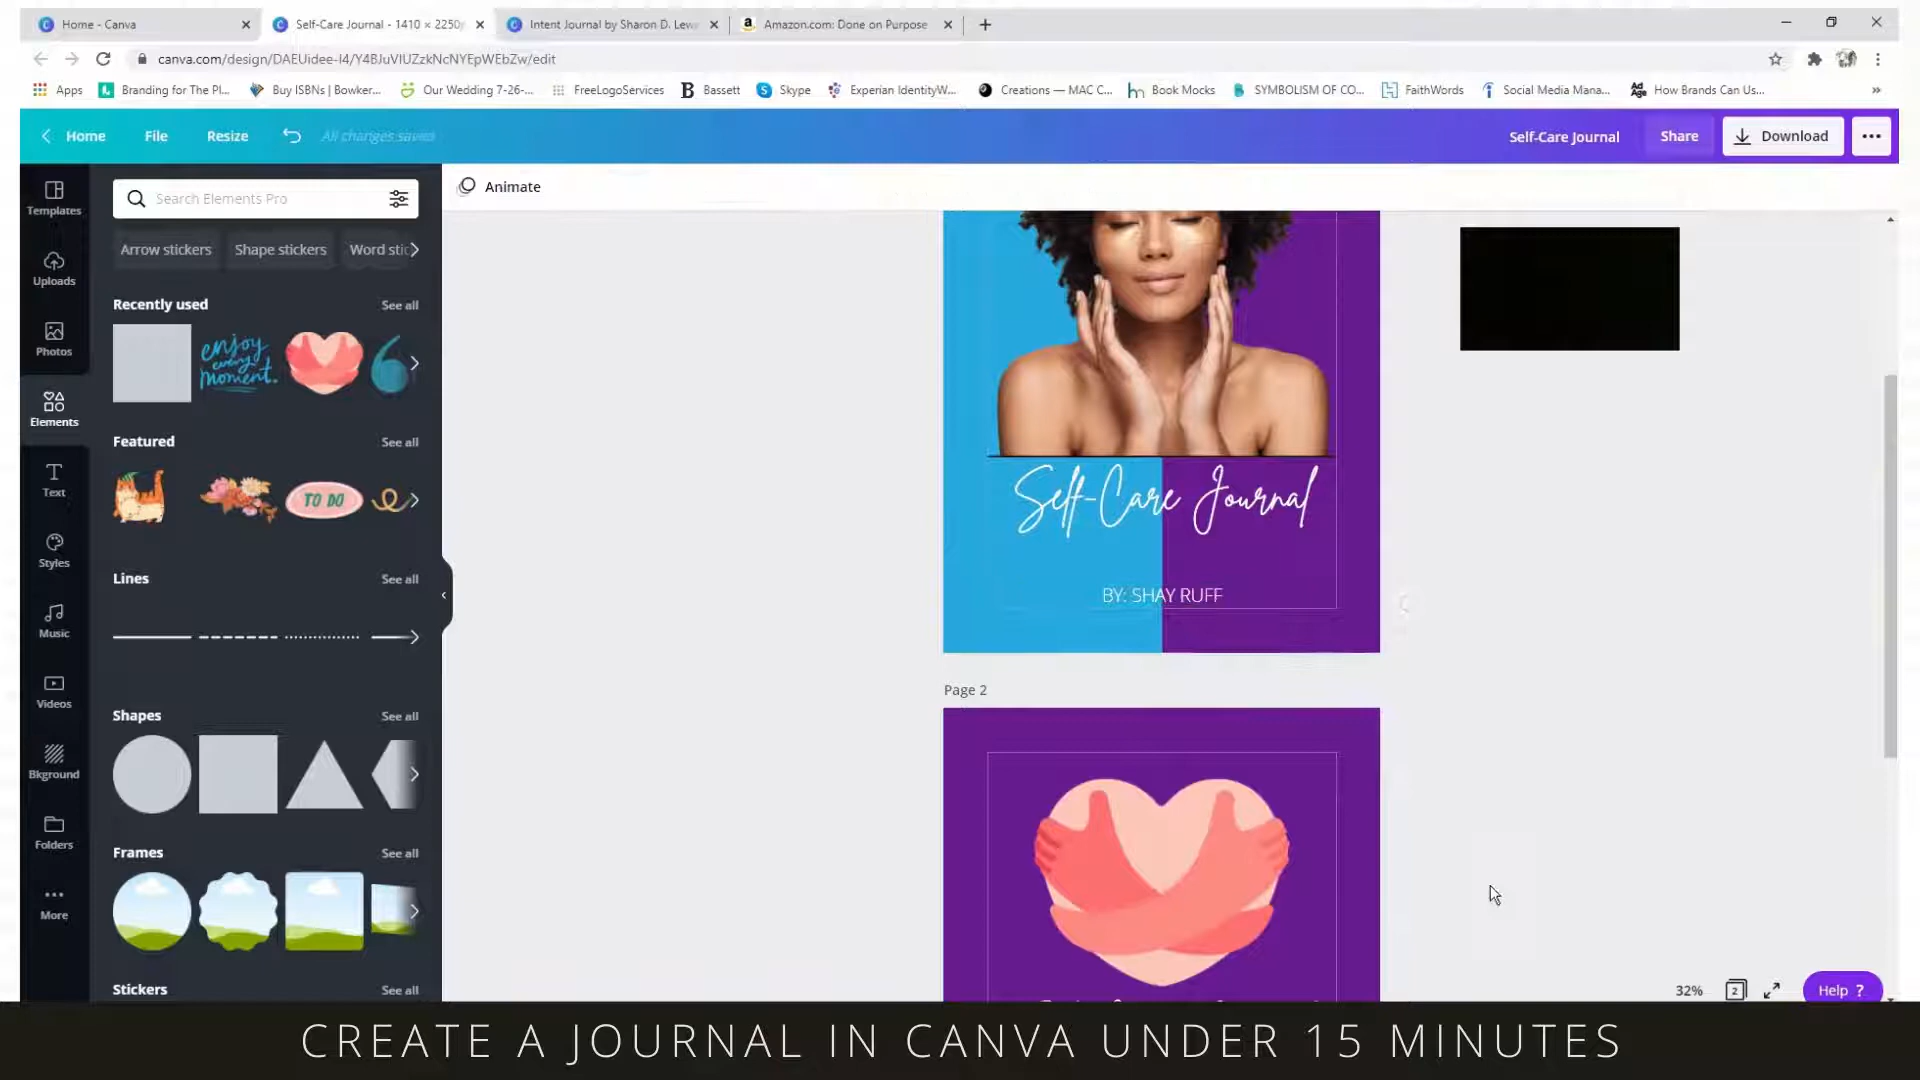 Home - Canva
Self-Care Journal - 1410 × 2250p
Intent Journal by Sharon D. Lew
Amazon.com: Done on Purpose
canva.com/design/DAEUidee-I4/Y4BJuVIUZzkNcNYEpWEbZw/edit
Apps
Branding for The Pl...
Buy ISBNs | Bowker...
Our Wedding 7-26-...
FreeLogoServices
B Bassett
Skype
Experian IdentityW...
Creations — MAC C...
Book Mocks
SYMBOLISM OF CO...
FaithWords
Social Media Mana...
Ad Age How Brands Can Us...
Home
File
Resize
All changes saved
Self-Care Journal
Share
Download
Templates
Uploads
Photos
Elements
Text
Styles
Music
Videos
Bkground
Folders
More
Search Elements Pro
Arrow stickers
Shape stickers
Word stic
Recently used
See all
enjoy
every
moment.
Featured
See all
TO DO
Lines
See all
Shapes
See all
Frames
See all
Stickers
See all
Animate
Self-Care Journal
BY: SHAY RUFF
Page 2
32%
2
Help ?
CREATE A JOURNAL IN CANVA UNDER 15 MINUTES